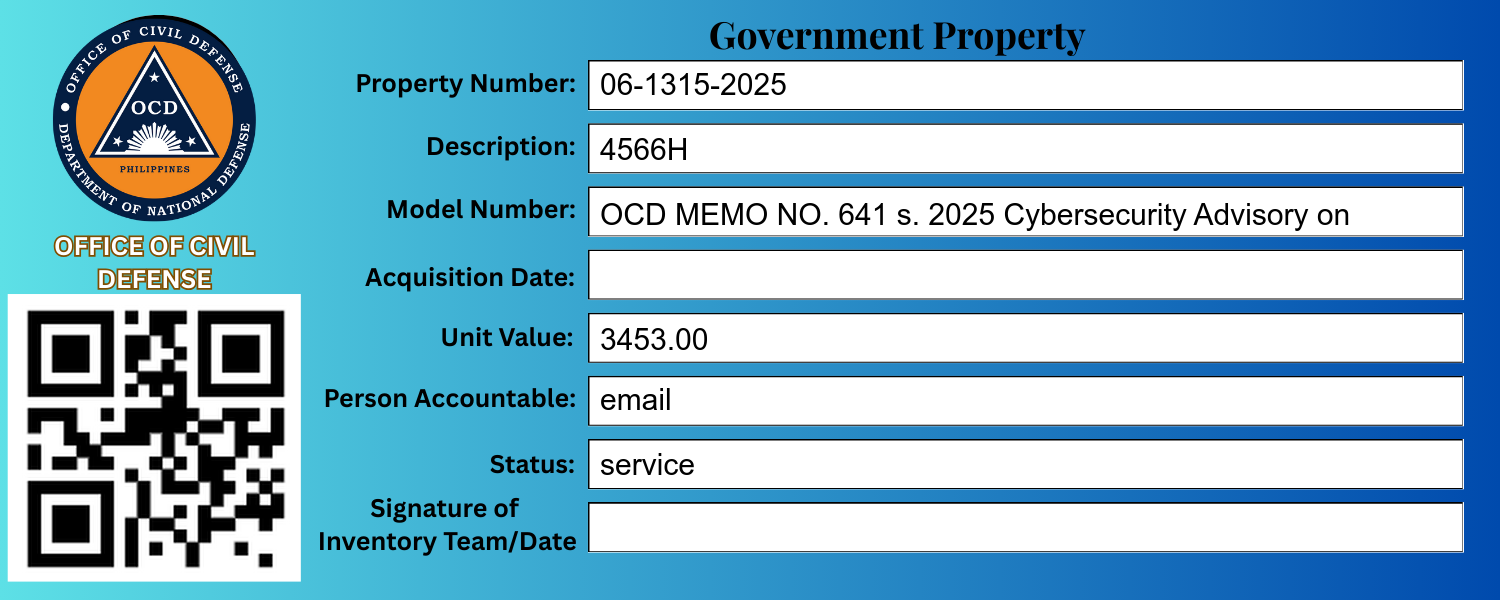 OFFICE OF CIVIL DEFENSE
OCD
PHILIPPINES
DEPARTMENT OF NATIONAL DEFENSE
OFFICE OF CIVIL
DEFENSE
Government Property
Property Number: 06-1315-2025
Description: 4566H
Model Number: OCD MEMO NO. 641 s. 2025 Cybersecurity Advisory on
Acquisition Date:
Unit Value: 3453.00
Person Accountable: email
Status: service
Signature of
Inventory Team/Date